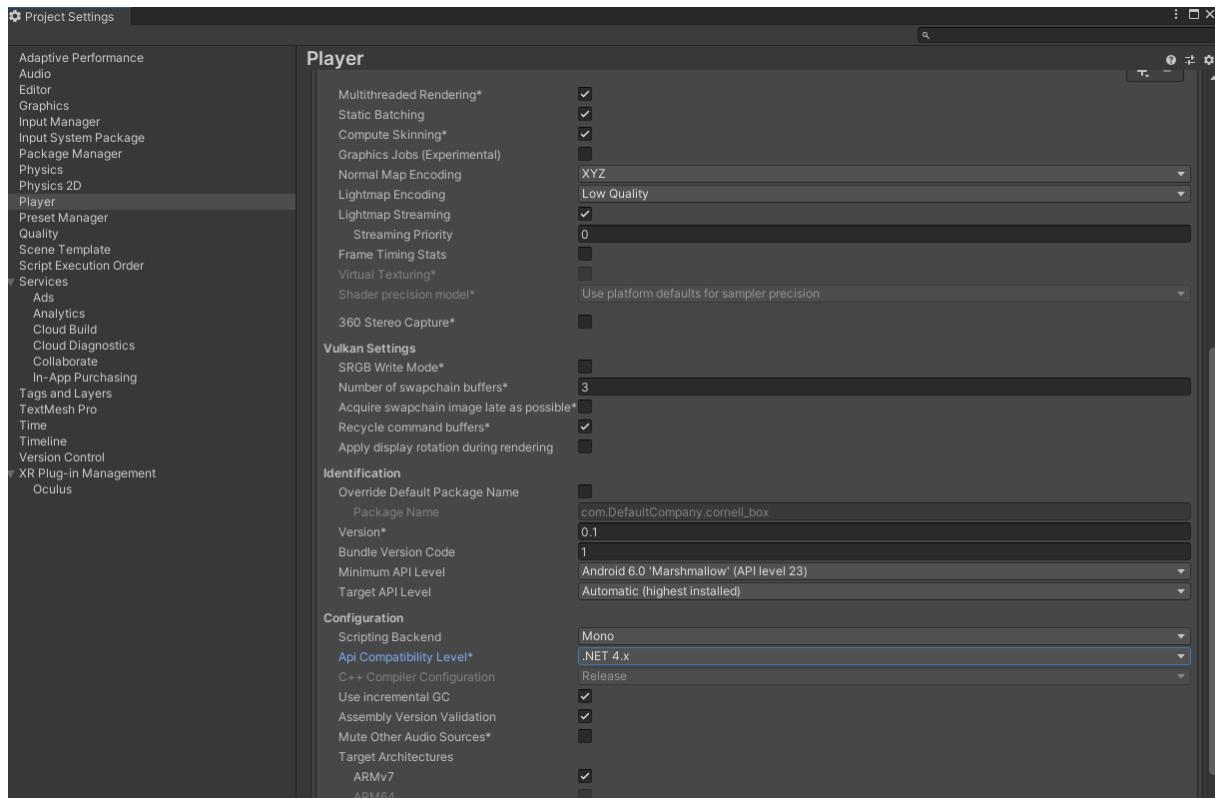 Project Settings
Adaptive Performance
Audio
Editor
Graphics
Input Manager
Input System Package
Package Manager
Physics
Physics 2D
Player
Preset Manager
Quality
Scene Template
Script Execution Order
Services
Ads
Analytics
Cloud Build
Cloud Diagnostics
Collaborate
In-App Purchasing
Tags and Layers
TextMesh Pro
Time
Timeline
Version Control
XR Plug-in Management
Oculus
Player
Multithreaded Rendering*
Static Batching
Compute Skinning*
Graphics Jobs (Experimental)
Normal Map Encoding XYZ
Lightmap Encoding Low Quality
Lightmap Streaming
Streaming Priority 0
Frame Timing Stats
Virtual Texturing*
Shader precision model* Use platform defaults for sampler precision
360 Stereo Capture*
Vulkan Settings
SRGB Write Mode*
Number of swapchain buffers* 3
Acquire swapchain image late as possible*
Recycle command buffers*
Apply display rotation during rendering
Identification
Override Default Package Name
Package Name com.DefaultCompany.cornell_box
Version* 0.1
Bundle Version Code 1
Minimum API Level Android 6.0 'Marshmallow' (API level 23)
Target API Level Automatic (highest installed)
Configuration
Scripting Backend Mono
Api Compatibility Level* .NET 4.x
C++ Compiler Configuration Release
Use incremental GC
Assembly Version Validation
Mute Other Audio Sources*
Target Architectures
ARMv7
ARM64